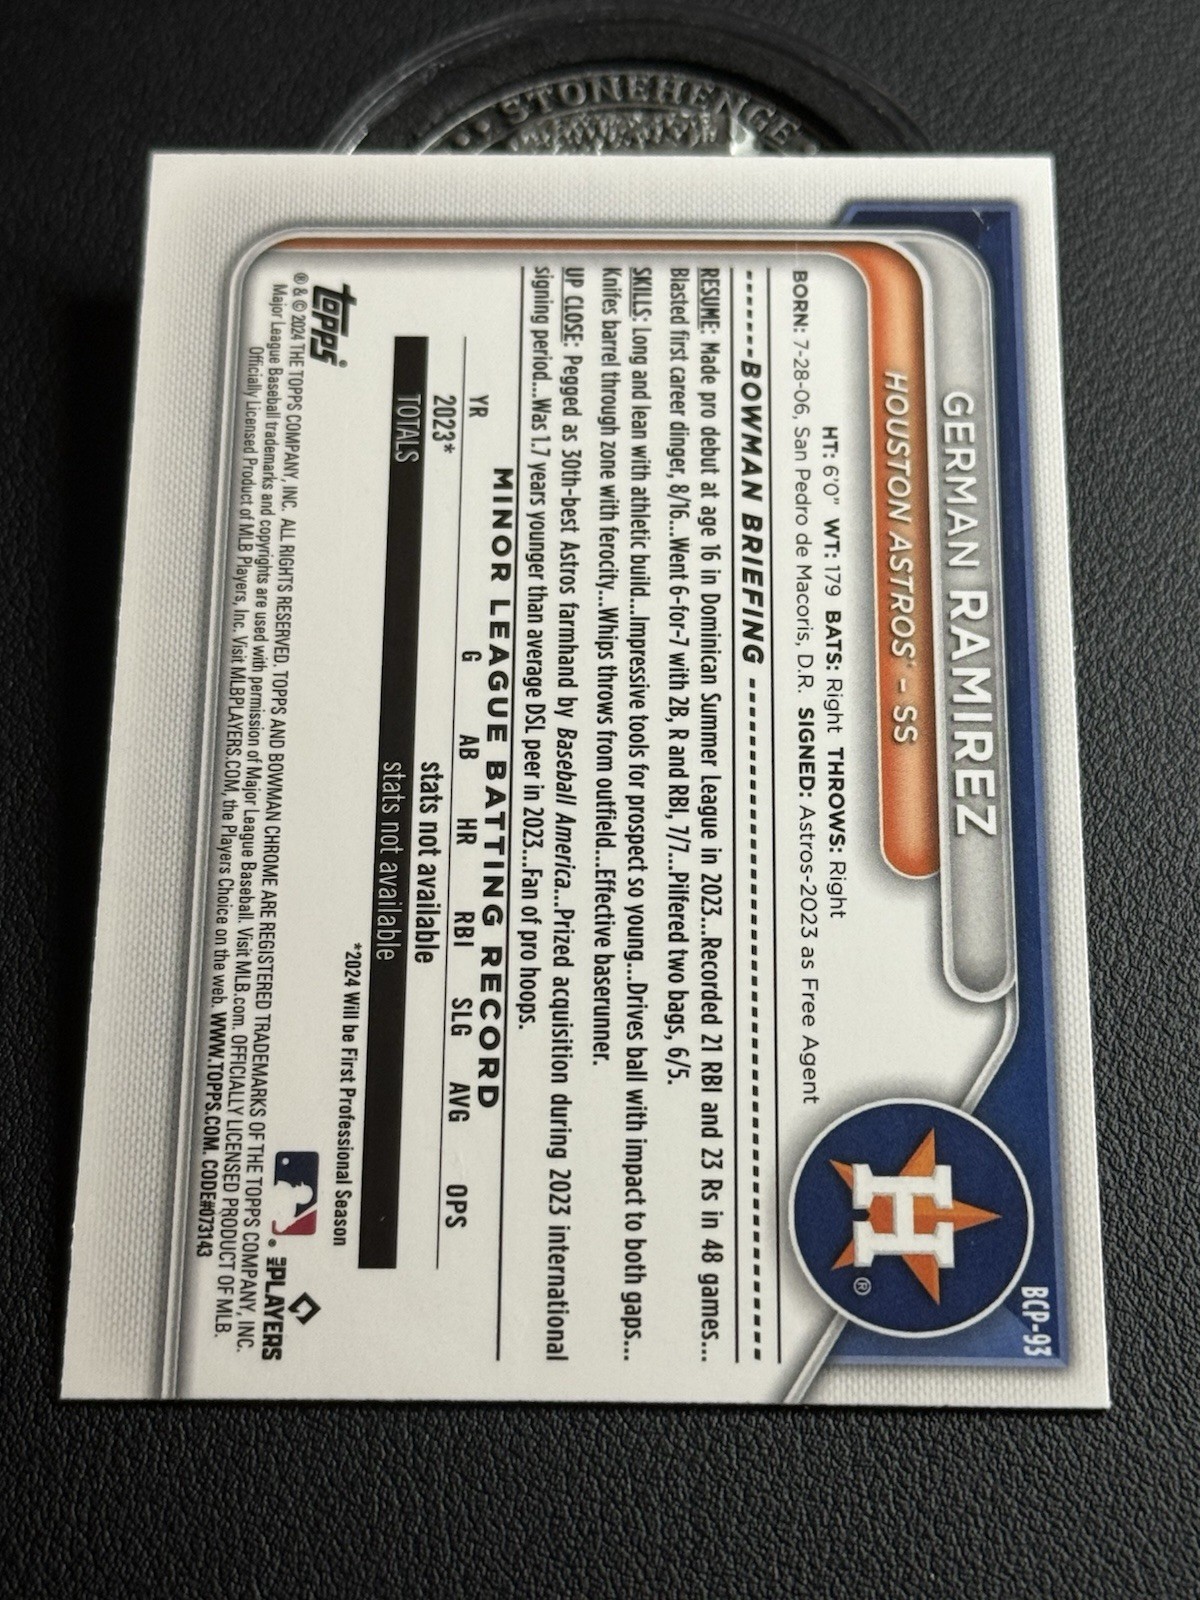 STONEHENGE
BCP-93
GERMAN RAMIREZ
HOUSTON ASTROS® - SS
HT: 6'0" WT: 179 BATS: Right THROWS: Right
BORN: 7-28-06, San Pedro de Macoris, D.R. SIGNED: Astros-2023 as Free Agent
------BOWMAN BRIEFING ------
RESUME: Made pro debut at age 16 in Dominican Summer League in 2023...Recorded 21 RBI and 23 Rs in 48 games...
Blasted first career dinger, 8/16...Went 6-for-7 with 2B, R and RBI, 7/7...Pilfered two bags, 6/5.
SKILLS: Long and lean with athletic build...Impressive tools for prospect so young...Drives ball with impact to both gaps...
Knifes barrel through zone with ferocity...Whips throws from outfield...Effective baserunner.
UP CLOSE: Pegged as 30th-best Astros farmhand by Baseball America...Prized acquisition during 2023 international
signing period...Was 1.7 years younger than average DSL peer in 2023...Fan of pro hoops.
MINOR LEAGUE BATTING RECORD
YR G AB HR RBI SLG AVG OPS
2023* stats not available
TOTALS stats not available
*2024 Will be First Professional Season
topps®
® & © 2024 THE TOPPS COMPANY, INC. ALL RIGHTS RESERVED. TOPPS AND BOWMAN CHROME ARE REGISTERED TRADEMARKS OF THE TOPPS COMPANY, INC.
Major League Baseball trademarks and copyrights are used with permission of Major League Baseball. Visit MLB.com. OFFICIALLY LICENSED PRODUCT OF MLB.
Officially Licensed Product of MLB Players, Inc. Visit MLBPLAYERS.COM, the Players Choice on the web. WWW.TOPPS.COM. CODE#073143
MLB PLAYERS